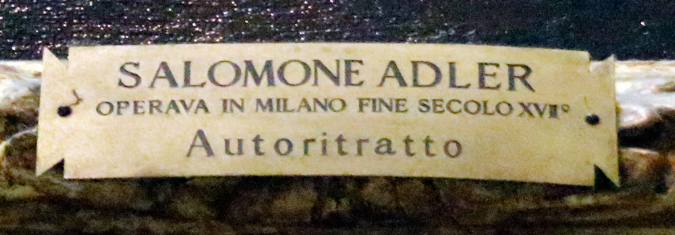 SALOMONE ADLER
OPERAVA IN MILANO FINE SECOLO XVII°
Autoritratto